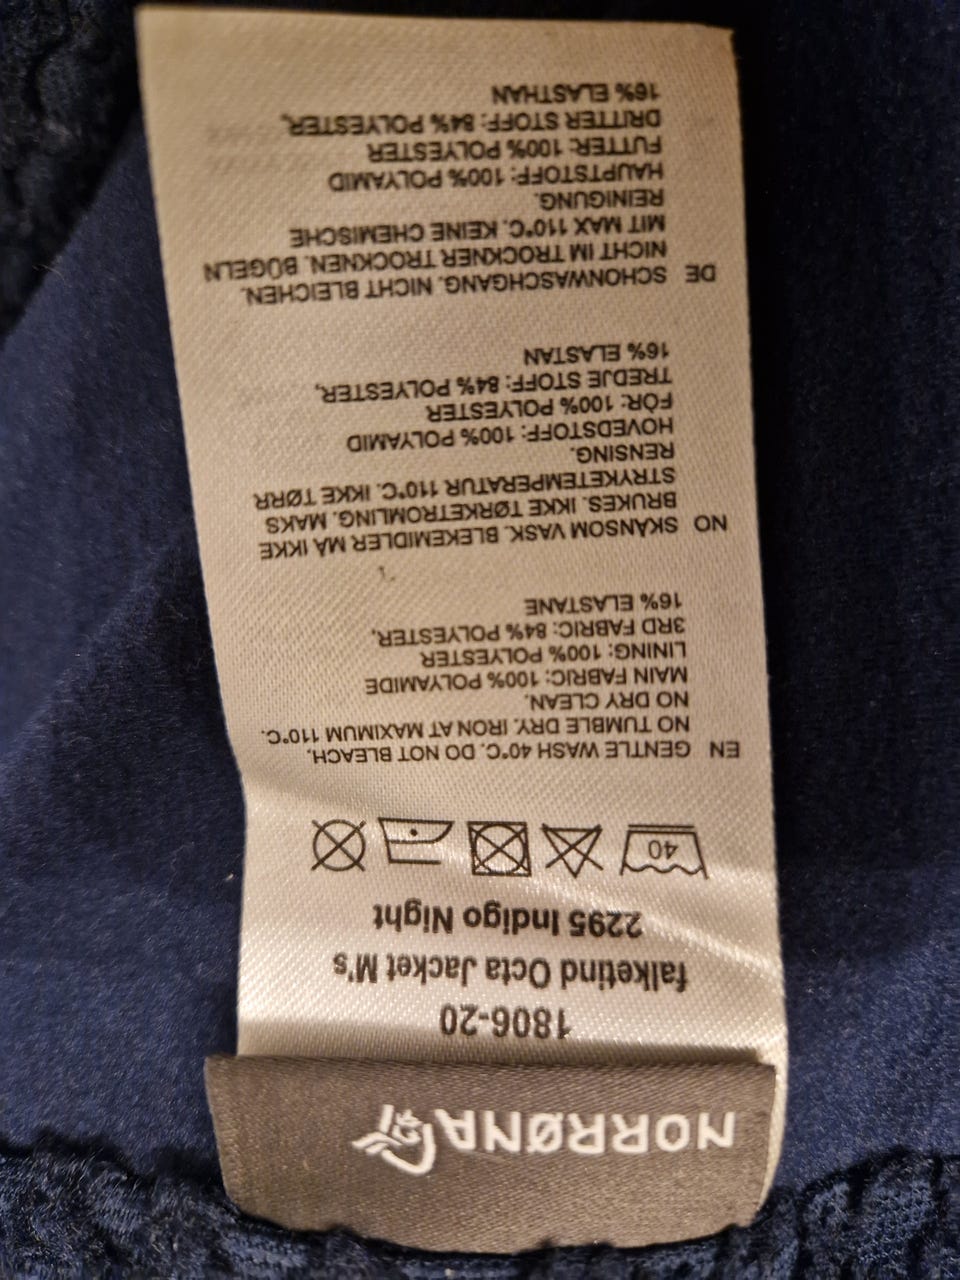 NORRØNA
1806-20
falketind Octa Jacket M's
2295 Indigo Night
40
EN GENTLE WASH 40°C. DO NOT BLEACH.
NO TUMBLE DRY. IRON AT MAXIMUM 110°C.
NO DRY CLEAN.
MAIN FABRIC: 100% POLYAMIDE
LINING: 100% POLYESTER
3RD FABRIC: 84% POLYESTER,
16% ELASTANE
NO SKÅNSOM VASK. BLEKEMIDLER MÅ IKKE
BRUKES. IKKE TØRKETROMLING. MAKS
STRYKETEMPERATUR 110°C. IKKE TØRR
RENSING.
HOVEDSTOFF: 100% POLYAMID
FÓR: 100% POLYESTER
TREDJE STOFF: 84% POLYESTER,
16% ELASTAN
DE SCHONWASCHGANG. NICHT BLEICHEN.
NICHT IM TROCKNER TROCKNEN. BÜGELN
MIT MAX 110°C. KEINE CHEMISCHE
REINIGUNG.
HAUPTSTOFF: 100% POLYAMID
FUTTER: 100% POLYESTER
DRITTER STOFF: 84% POLYESTER,
16% ELASTHAN